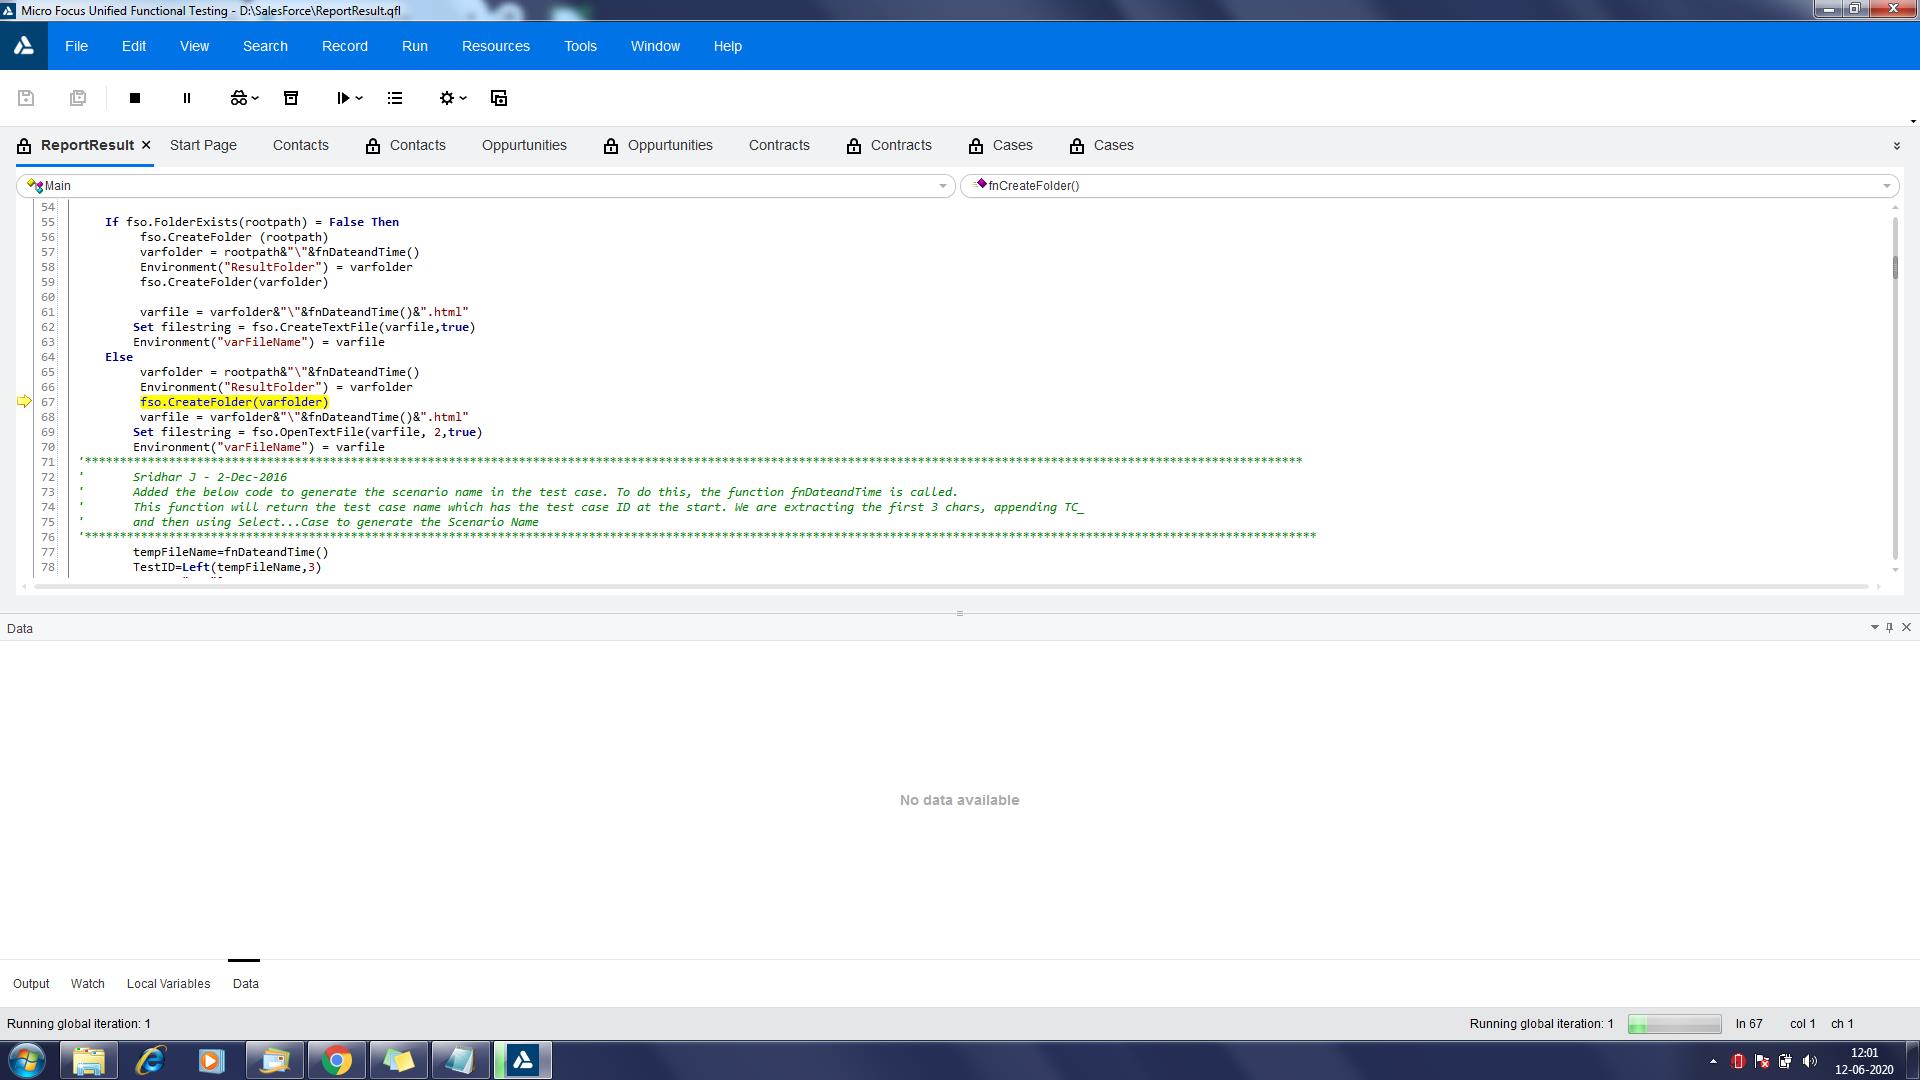 Micro Focus Unified Functional Testing - D:\SalesForce\ReportResult.qfl
File Edit View Search Record Run Resources Tools Window Help
ReportResult Start Page Contacts Contacts Oppurtunities Oppurtunities Contracts Contracts Cases Cases
Main fnCreateFolder()
54
55 If fso.FolderExists(rootpath) = False Then
56 fso.CreateFolder (rootpath)
57 varfolder = rootpath&"\"&fnDateandTime()
58 Environment("ResultFolder") = varfolder
59 fso.CreateFolder(varfolder)
60
61 varfile = varfolder&"\"&fnDateandTime()&".html"
62 Set filestring = fso.CreateTextFile(varfile,true)
63 Environment("varFileName") = varfile
64 Else
65 varfolder = rootpath&"\"&fnDateandTime()
66 Environment("ResultFolder") = varfolder
67 fso.CreateFolder(varfolder)
68 varfile = varfolder&"\"&fnDateandTime()&".html"
69 Set filestring = fso.OpenTextFile(varfile, 2,true)
70 Environment("varFileName") = varfile
71
72 ' Sridhar J - 2-Dec-2016
73 ' Added the below code to generate the scenario name in the test case. To do this, the function fnDateandTime is called.
74 ' This function will return the test case name which has the test case ID at the start. We are extracting the first 3 chars, appending TC_
75 ' and then using Select...Case to generate the Scenario Name
76
77 tempFileName=fnDateandTime()
78 TestID=Left(tempFileName,3)
Data
No data available
Output Watch Local Variables Data
Running global iteration: 1 Running global iteration: 1 ln 67 col 1 ch 1
12:01
12-06-2020